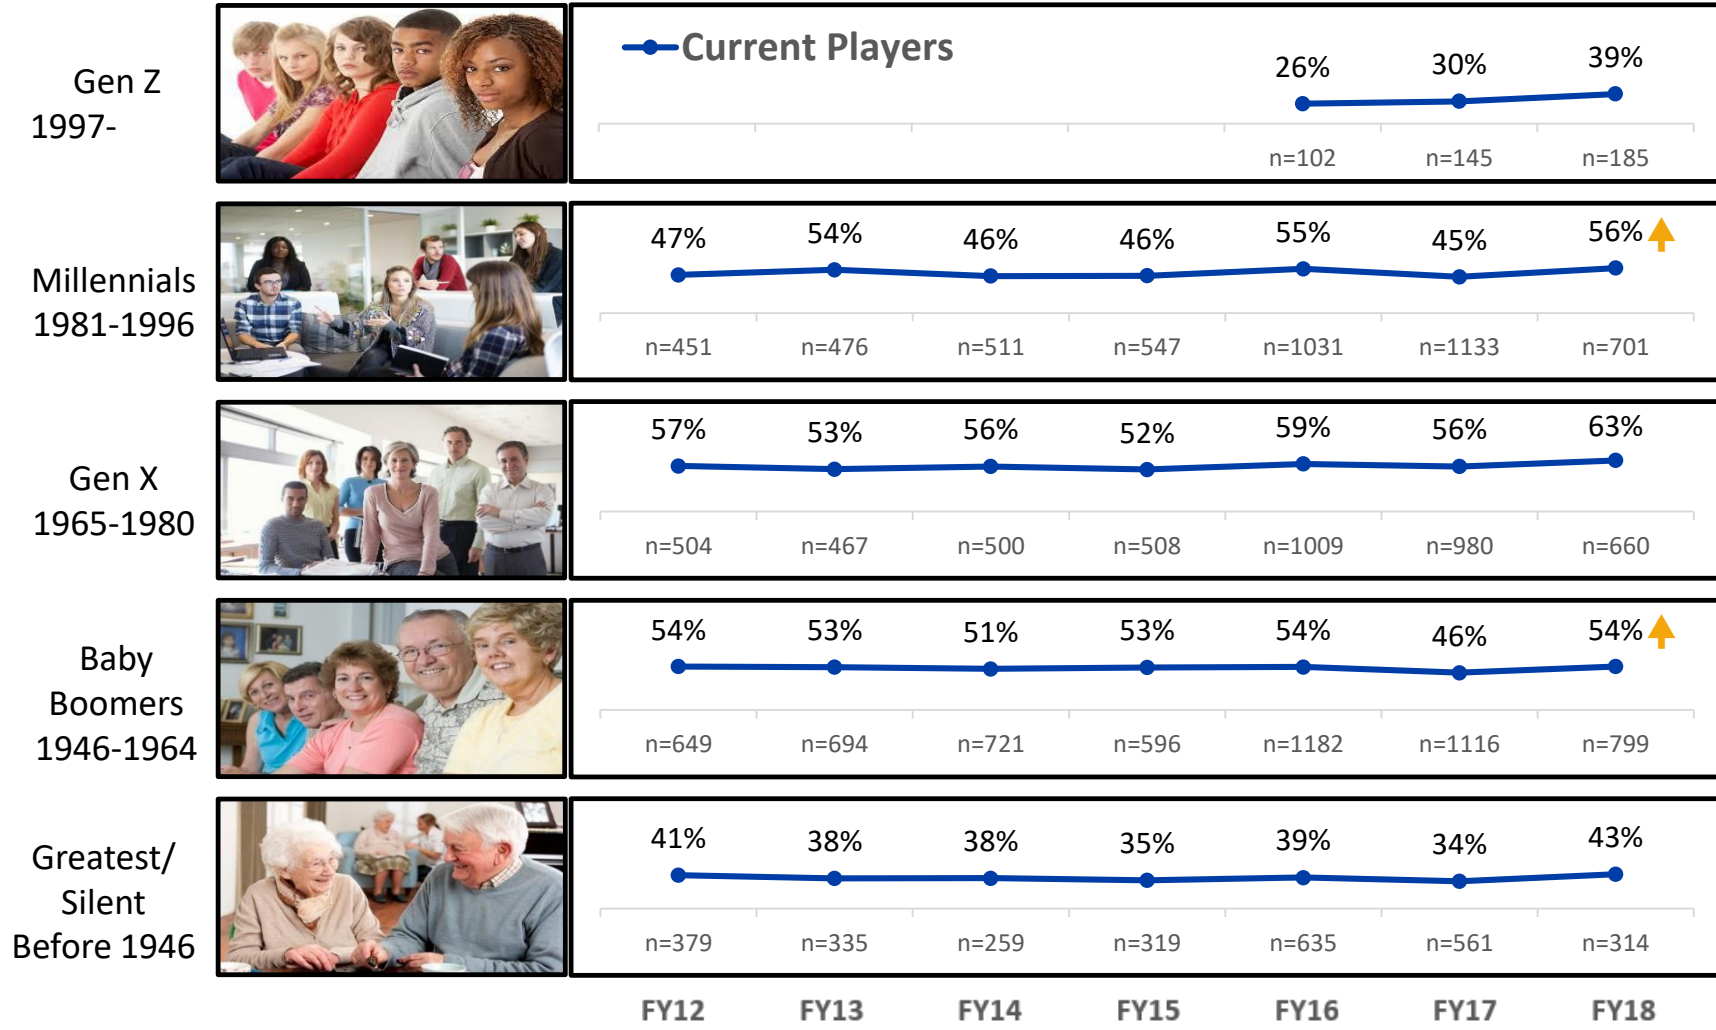 Gen Z
1997-
Current Players
26% 30% 39%
n=102 n=145 n=185
Millennials
1981-1996
47% 54% 46% 46% 55% 45% 56%
n=451 n=476 n=511 n=547 n=1031 n=1133 n=701
Gen X
1965-1980
57% 53% 56% 52% 59% 56% 63%
n=504 n=467 n=500 n=508 n=1009 n=980 n=660
Baby
Boomers
1946-1964
54% 53% 51% 53% 54% 46% 54%
n=649 n=694 n=721 n=596 n=1182 n=1116 n=799
Greatest/
Silent
Before 1946
41% 38% 38% 35% 39% 34% 43%
n=379 n=335 n=259 n=319 n=635 n=561 n=314
FY12 FY13 FY14 FY15 FY16 FY17 FY18